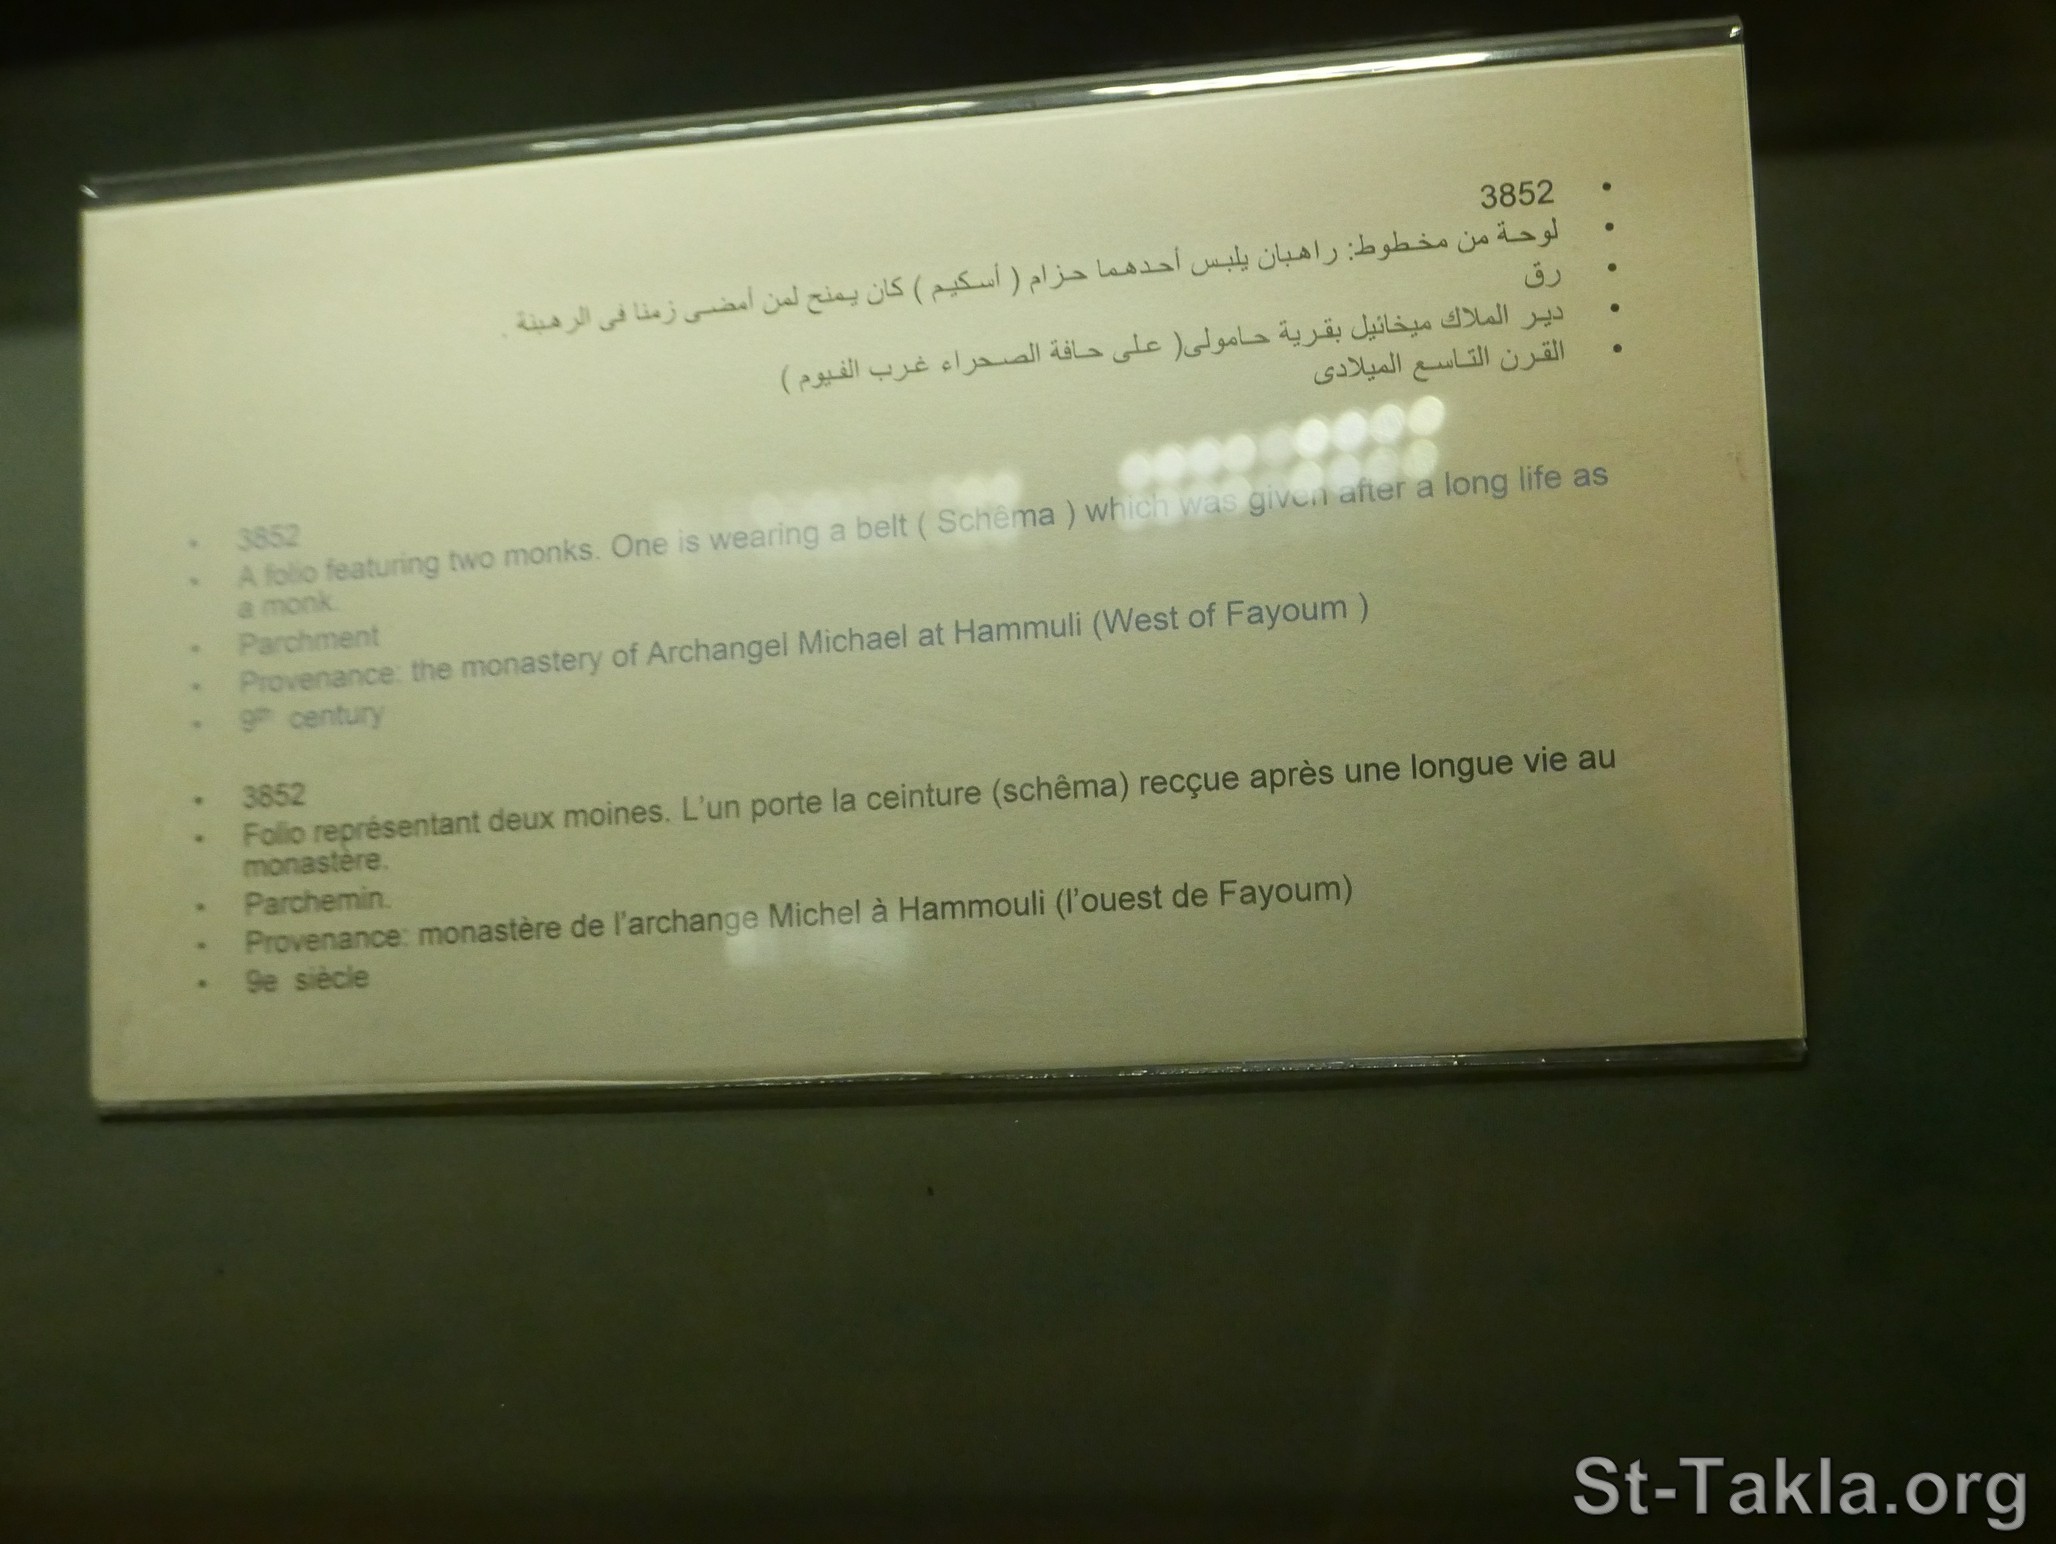 • 3852
• لوحة من مخطوط: راهبان يلبس أحدهما حزام ( أسكيم ) كان يمنح لمن أمضى زمنا فى الرهبنة .
• رق
• دير الملاك ميخائيل بقرية حامولى( على حافة الصحراء غرب الفيوم )
• القرن التاسع الميلادى
• 3852
• A folio featuring two monks. One is wearing a belt ( Schêma ) which was given after a long life as
a monk.
• Parchment
• Provenance: the monastery of Archangel Michael at Hammuli (West of Fayoum )
• 9th century
• 3852
• Folio représentant deux moines. L'un porte la ceinture (schêma) recçue après une longue vie au
monastère.
• Parchemin.
• Provenance: monastère de l'archange Michel à Hammouli (l'ouest de Fayoum)
• 9e siècle
St-Takla.org